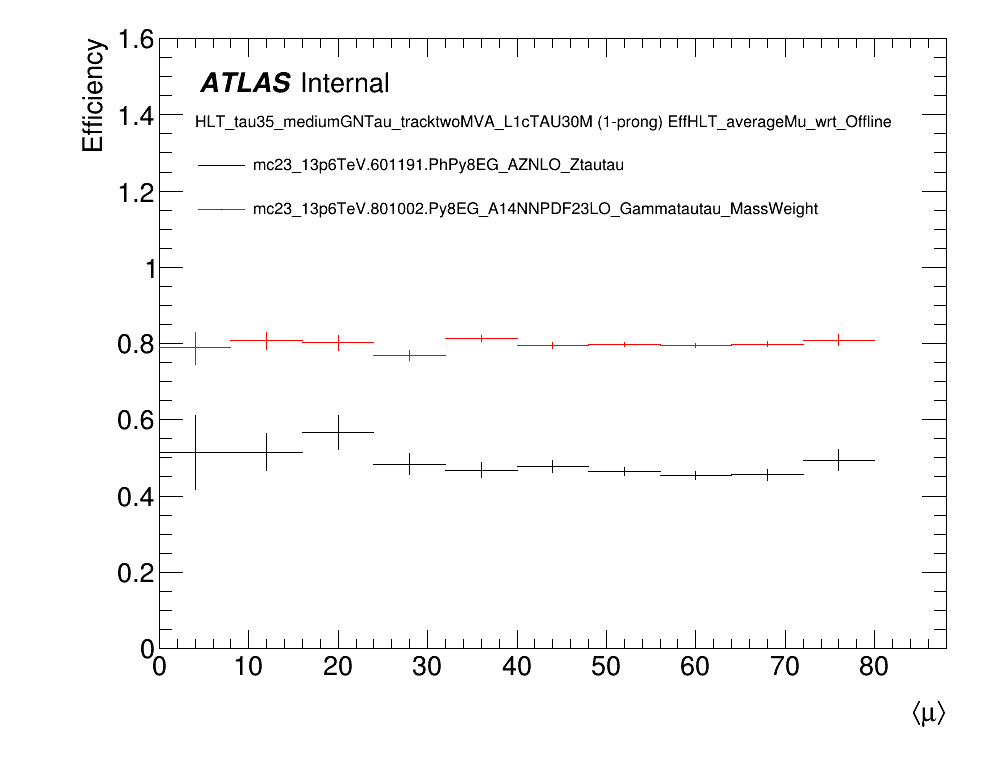 Efficiency
1.6
1.4
1.2
1
0.8
0.6
0.4
0.2
0
ATLAS Internal
HLT_tau35_mediumGNTau_tracktwoMVA_L1cTAU30M (1-prong) EffHLT_averageMu_wrt_Offline
mc23_13p6TeV.601191.PhPy8EG_AZNLO_Ztautau
mc23_13p6TeV.801002.Py8EG_A14NNPDF23LO_Gammatautau_MassWeight
0 10 20 30 40 50 60 70 80
⟨μ⟩